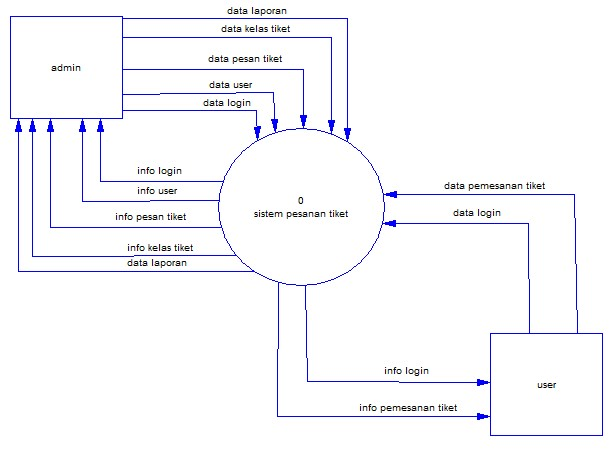 data laporan
data kelas tiket
data pesan tiket
data user
data login
admin
info login
info user
info pesan tiket
info kelas tiket
data laporan
0
sistem pesanan tiket
data pemesanan tiket
data login
info login
info pemesanan tiket
user